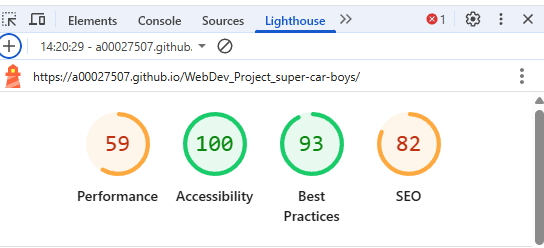 Elements Console Sources Lighthouse >> 1
14:20:29 - a00027507.github.
https://a00027507.github.io/WebDev_Project_super-car-boys/
59 100 93 82
Performance Accessibility Best Practices SEO